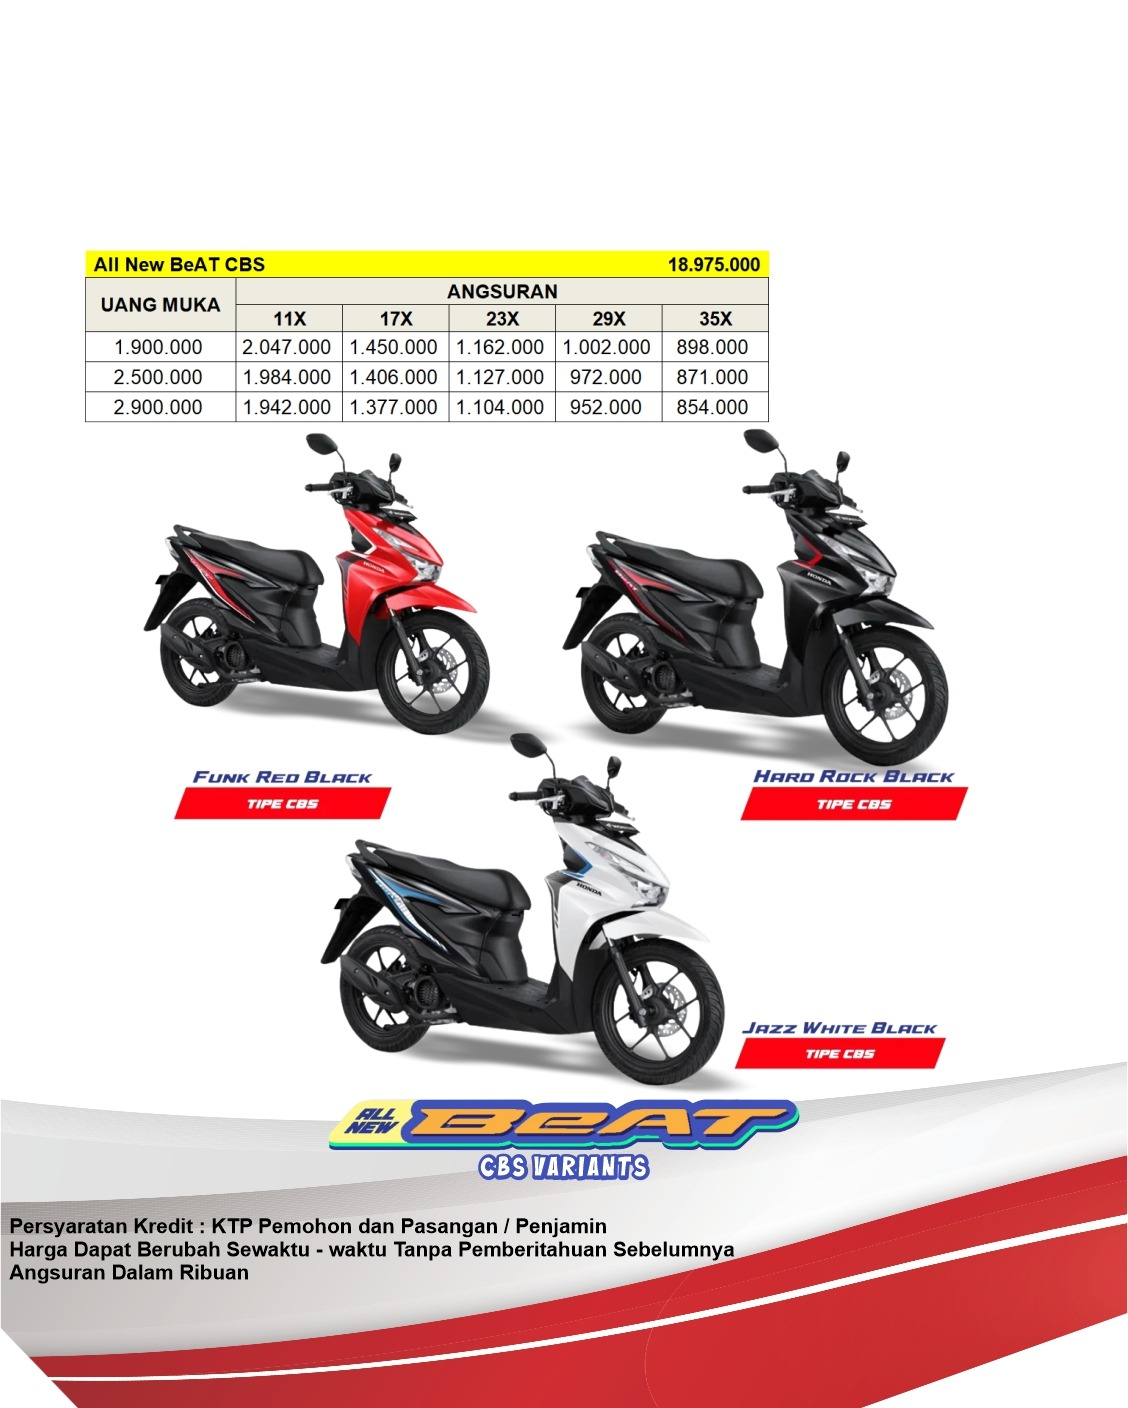 All New BeAT CBS 18.975.000
UANG MUKA ANGSURAN
11X 17X 23X 29X 35X
1.900.000 2.047.000 1.450.000 1.162.000 1.002.000 898.000
2.500.000 1.984.000 1.406.000 1.127.000 972.000 871.000
2.900.000 1.942.000 1.377.000 1.104.000 952.000 854.000
HONDA
HONDA
FUNK RED BLACK
TIPE CBS
HARD ROCK BLACK
TIPE CBS
HONDA
JAZZ WHITE BLACK
TIPE CBS
ALL NEW BeAT
CBS VARIANTS
Persyaratan Kredit : KTP Pemohon dan Pasangan / Penjamin
Harga Dapat Berubah Sewaktu - waktu Tanpa Pemberitahuan Sebelumnya
Angsuran Dalam Ribuan